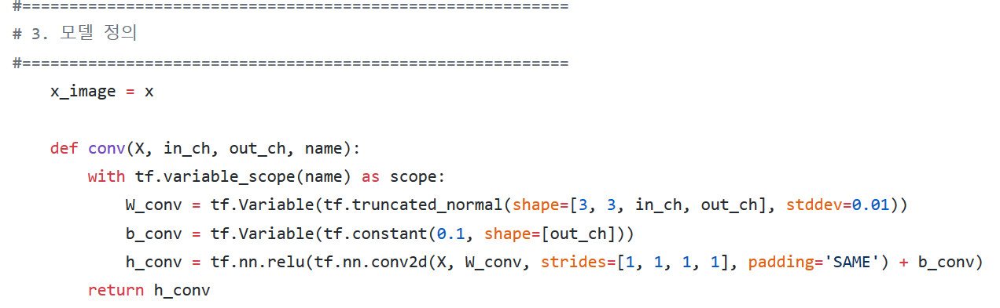 #==========================================================
# 3. 모델 정의
#==========================================================
x_image = x
def conv(X, in_ch, out_ch, name):
with tf.variable_scope(name) as scope:
W_conv = tf.Variable(tf.truncated_normal(shape=[3, 3, in_ch, out_ch], stddev=0.01))
b_conv = tf.Variable(tf.constant(0.1, shape=[out_ch]))
h_conv = tf.nn.relu(tf.nn.conv2d(X, W_conv, strides=[1, 1, 1, 1], padding='SAME') + b_conv)
return h_conv